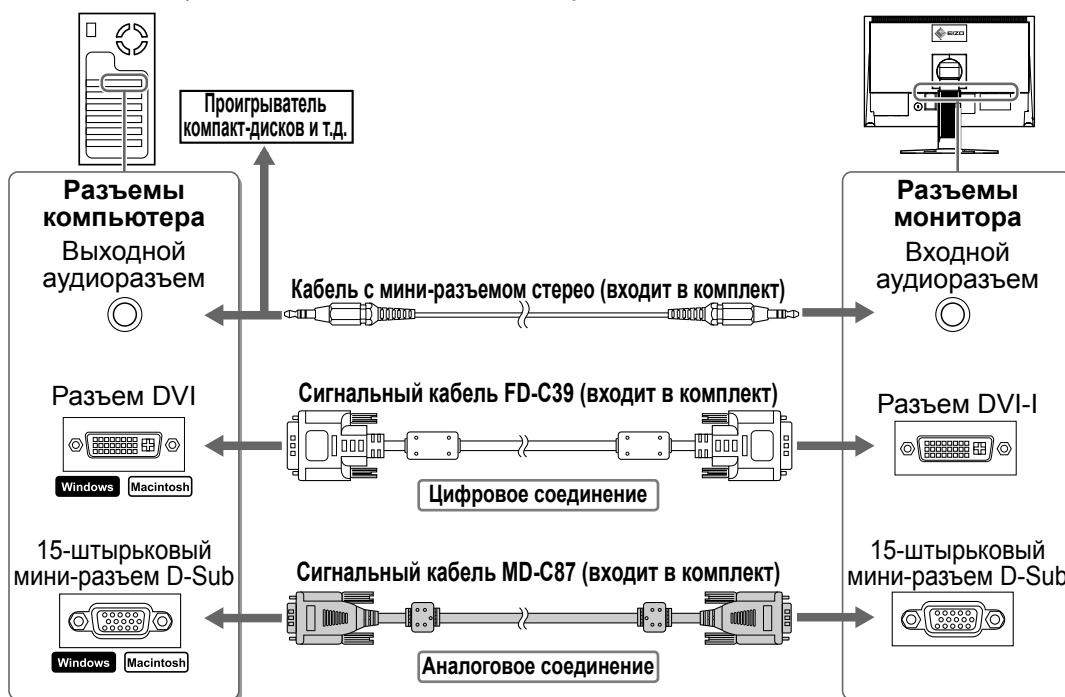 EIZO
Проигрыватель
компакт-дисков и т.д.
Разъемы
компьютера
Выходной
аудиоразъем
Кабель с мини-разъемом стерео (входит в комплект)
Разъемы
монитора
Входной
аудиоразъем
Разъем DVI
Windows Macintosh
Сигнальный кабель FD-C39 (входит в комплект)
Цифровое соединение
Разъем DVI-I
15-штырьковый
мини-разъем D-Sub
Windows Macintosh
Сигнальный кабель MD-C87 (входит в комплект)
Аналоговое соединение
15-штырьковый
мини-разъем D-Sub